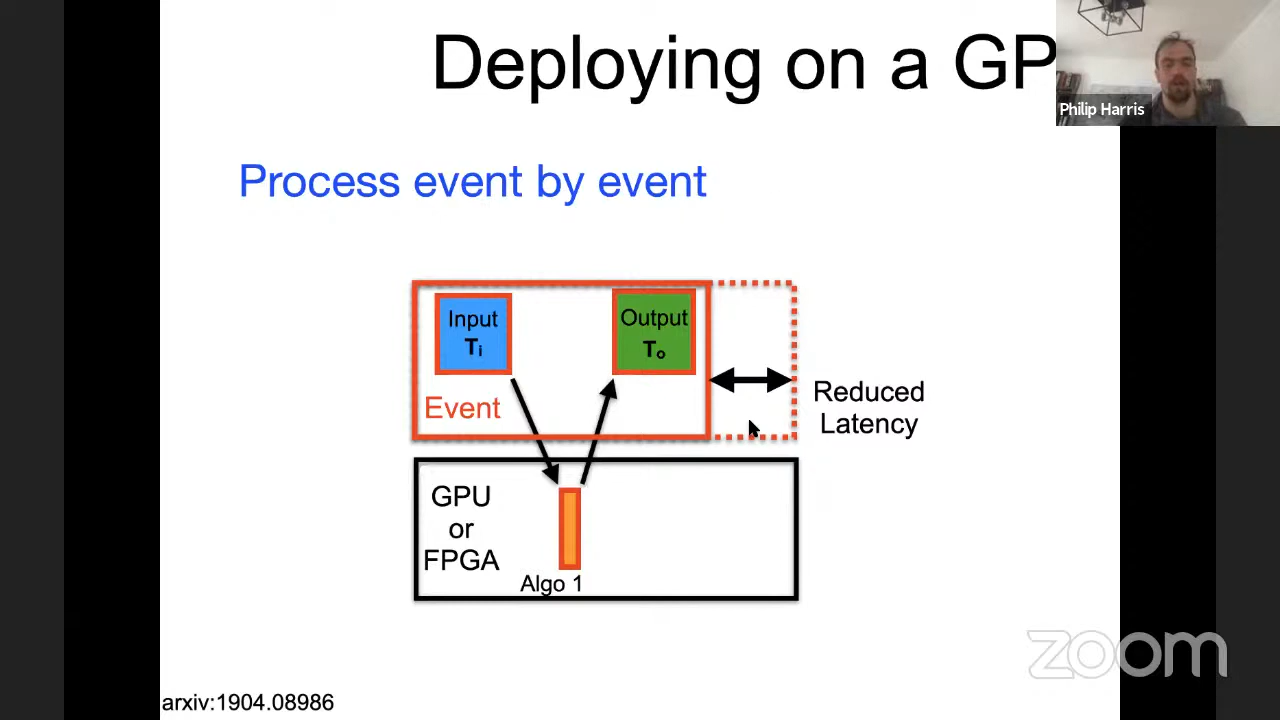 Deploying on a GP
Philip Harris
Process event by event
Input
Tᵢ
Output
Tₒ
Event
Reduced
Latency
GPU
or
FPGA
Algo 1
zoom
arxiv:1904.08986